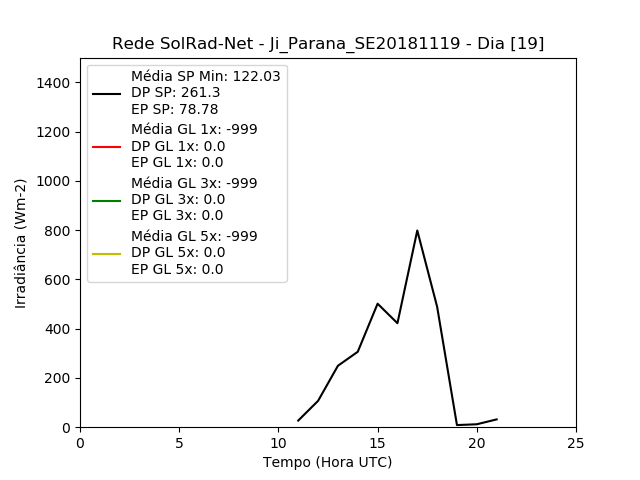 Rede SolRad-Net - Ji_Parana_SE20181119 - Dia [19]
Média SP Min: 122.03
DP SP: 261.3
EP SP: 78.78
Média GL 1x: -999
DP GL 1x: 0.0
EP GL 1x: 0.0
Média GL 3x: -999
DP GL 3x: 0.0
EP GL 3x: 0.0
Média GL 5x: -999
DP GL 5x: 0.0
EP GL 5x: 0.0
Irradiância (Wm-2)
1400
1200
1000
800
600
400
200
0
0 5 10 15 20 25
Tempo (Hora UTC)